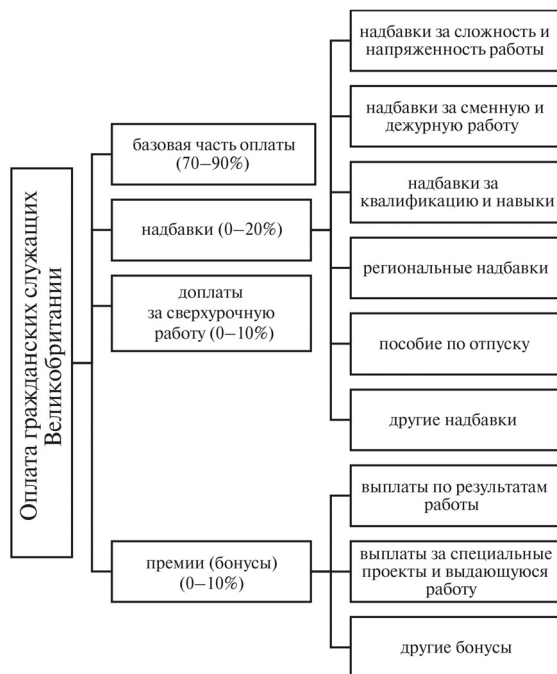 Оплата гражданских служащих
Великобритании
базовая часть оплаты
(70–90%)
надбавки (0–20%)
доплаты
за сверхурочную
работу (0–10%)
премии (бонусы)
(0–10%)
надбавки за сложность и
напряженность работы
надбавки за сменную и
дежурную работу
надбавки за
квалификацию и навыки
региональные надбавки
пособие по отпуску
другие надбавки
выплаты по результатам
работы
выплаты за специальные
проекты и выдающуюся
работу
другие бонусы